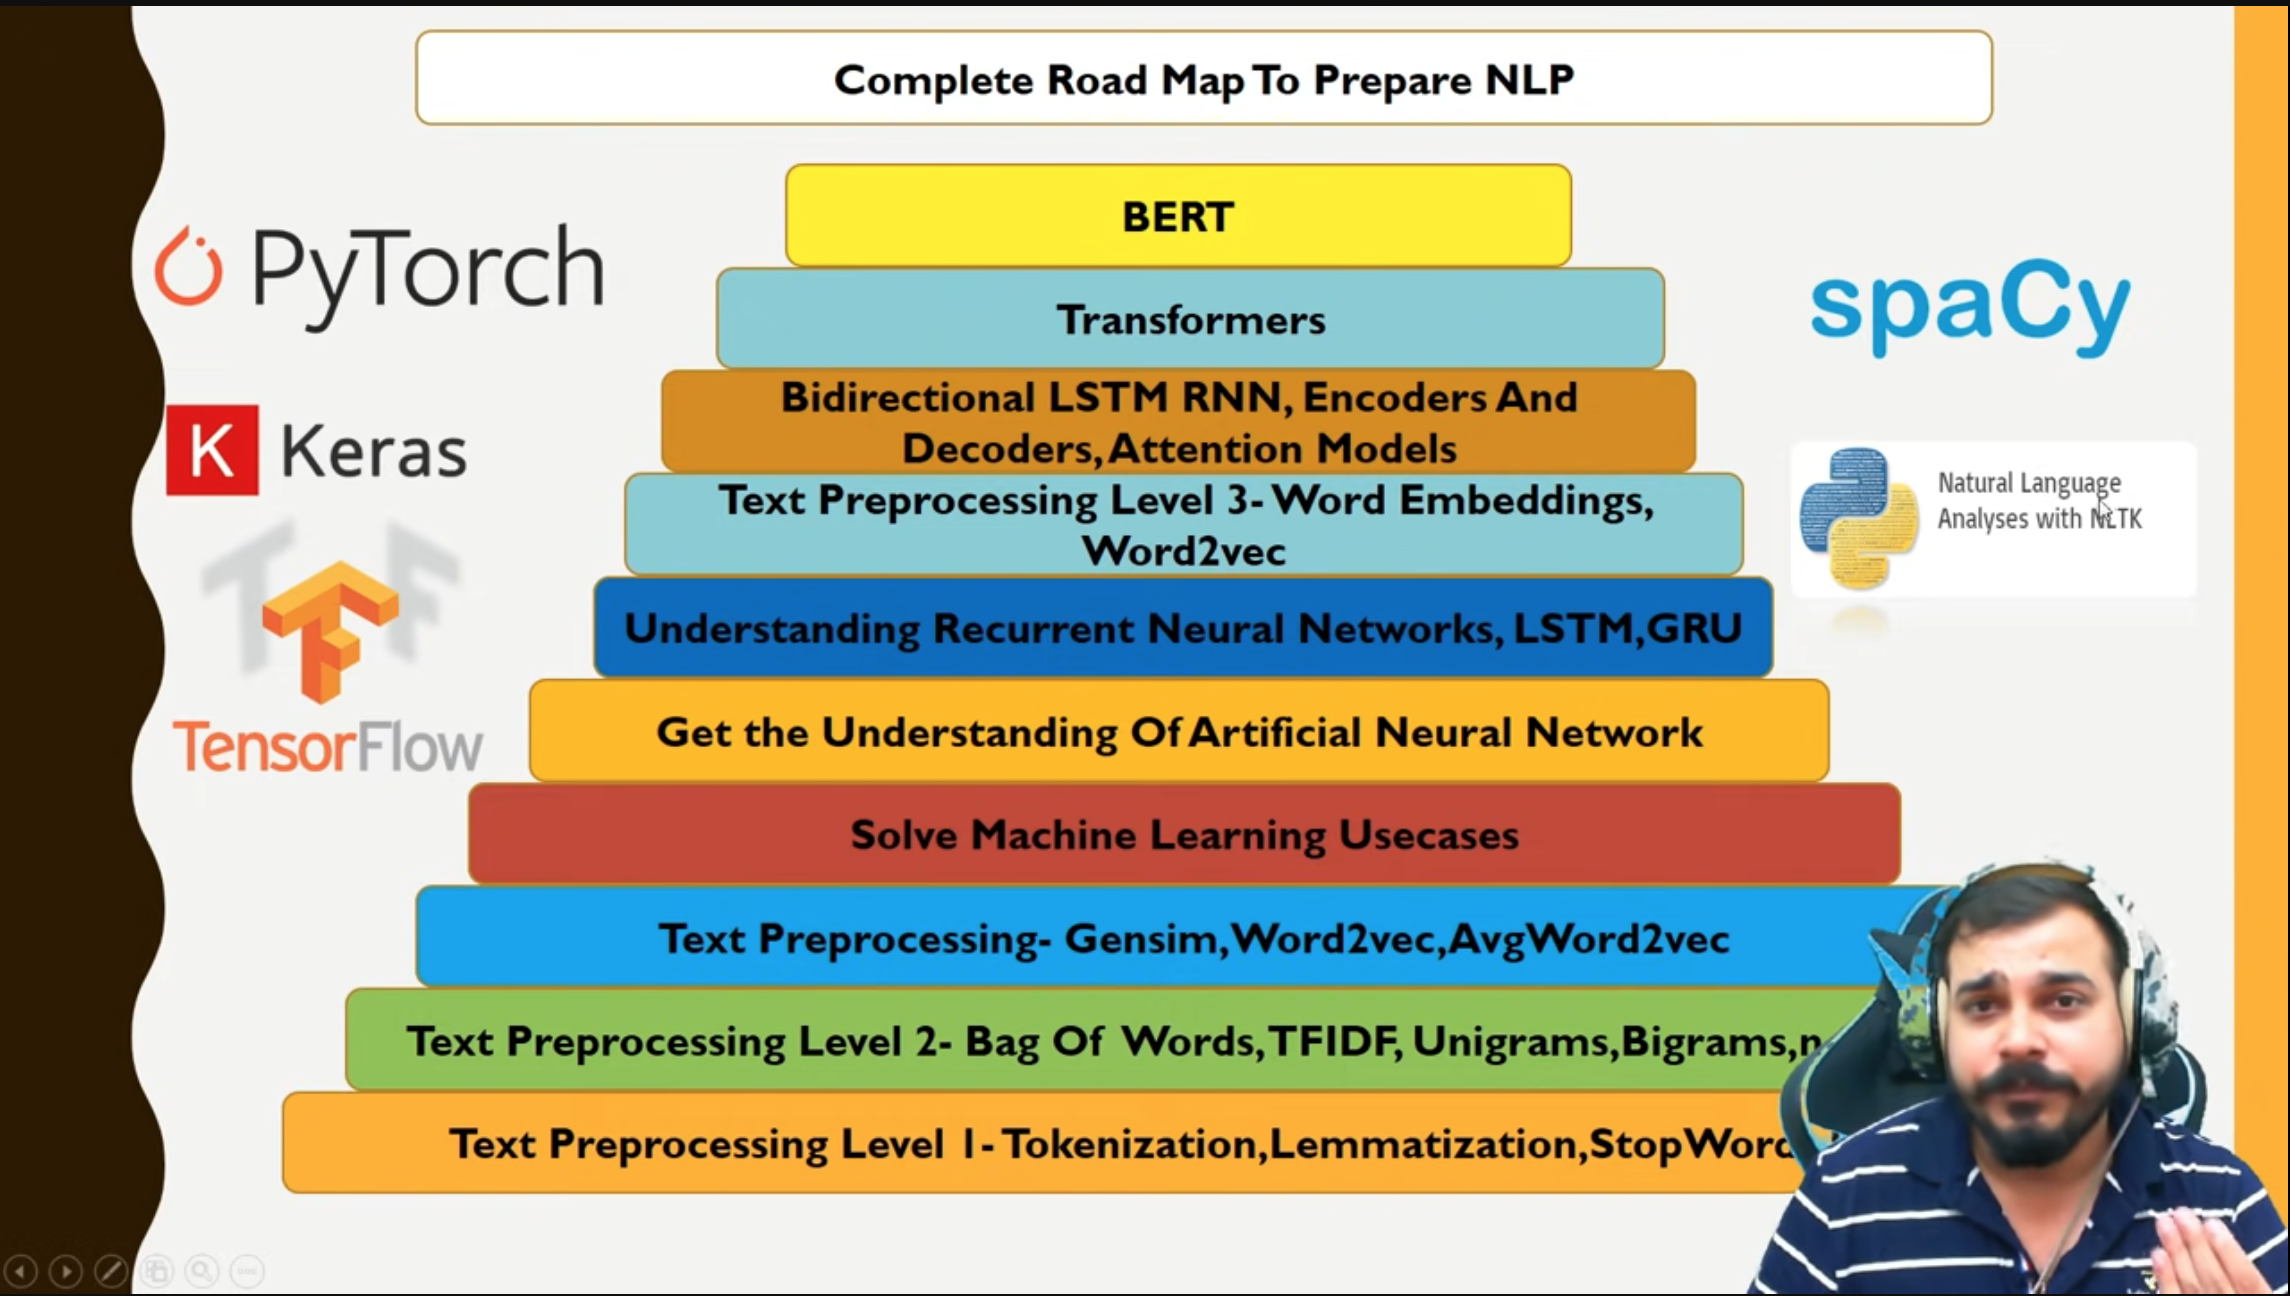 Complete Road Map To Prepare NLP
BERT
Transformers
Bidirectional LSTM RNN, Encoders And
Decoders, Attention Models
Text Preprocessing Level 3- Word Embeddings,
Word2vec
Understanding Recurrent Neural Networks, LSTM,GRU
Get the Understanding Of Artificial Neural Network
Solve Machine Learning Usecases
Text Preprocessing- Gensim,Word2vec,AvgWord2vec
Text Preprocessing Level 2- Bag Of Words,TFIDF, Unigrams,Bigrams,n
Text Preprocessing Level 1- Tokenization,Lemmatization,StopWord
PyTorch
K Keras
TF
TensorFlow
spaCy
Natural Language
Analyses with NLTK